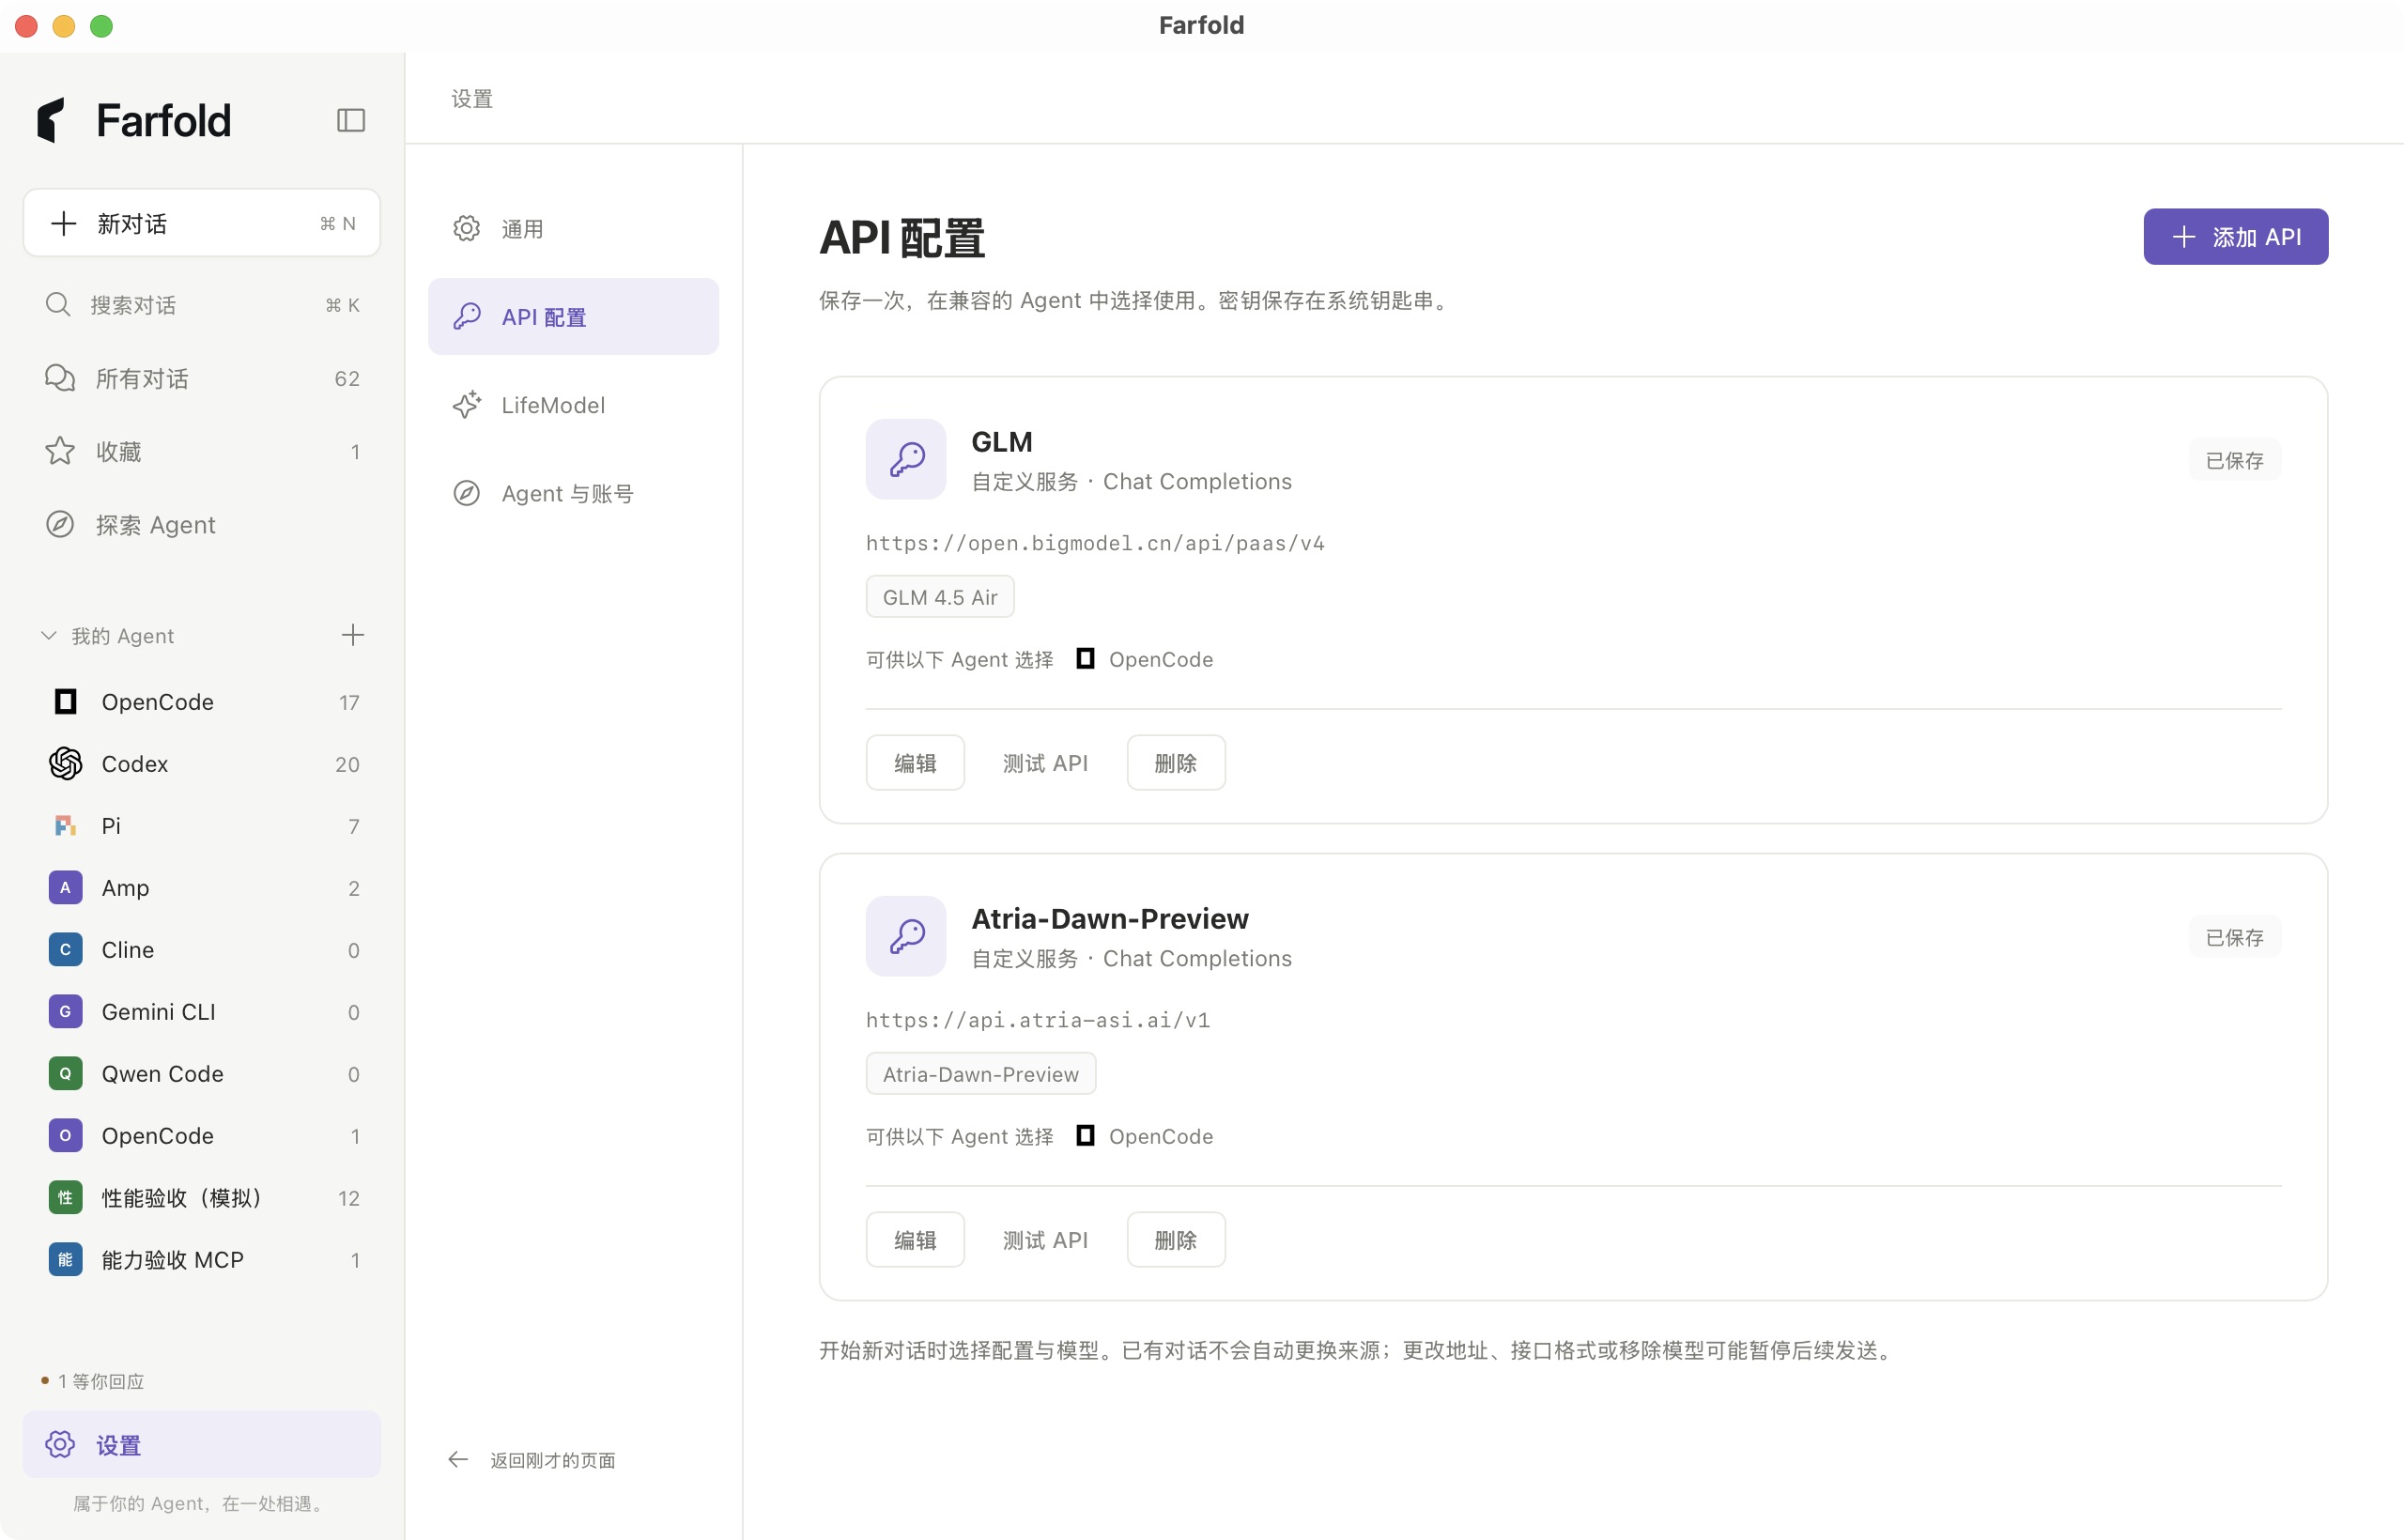 Farfold
Farfold
新对话 ⌘ N
搜索对话 ⌘ K
所有对话 62
收藏 1
探索 Agent
我的 Agent
OpenCode 17
Codex 20
Pi 7
A Amp 2
C Cline 0
G Gemini CLI 0
Q Qwen Code 0
O OpenCode 1
性 性能验收（模拟） 12
能 能力验收 MCP 1
1 等你回应
设置
属于你的 Agent，在一处相遇。
设置
通用
API 配置
LifeModel
Agent 与账号
返回刚才的页面
API 配置
添加 API
保存一次，在兼容的 Agent 中选择使用。密钥保存在系统钥匙串。
GLM
自定义服务 · Chat Completions
已保存
https://open.bigmodel.cn/api/paas/v4
GLM 4.5 Air
可供以下 Agent 选择 OpenCode
编辑 测试 API 删除
Atria-Dawn-Preview
自定义服务 · Chat Completions
已保存
https://api.atria-asi.ai/v1
Atria-Dawn-Preview
可供以下 Agent 选择 OpenCode
编辑 测试 API 删除
开始新对话时选择配置与模型。已有对话不会自动更换来源；更改地址、接口格式或移除模型可能暂停后续发送。